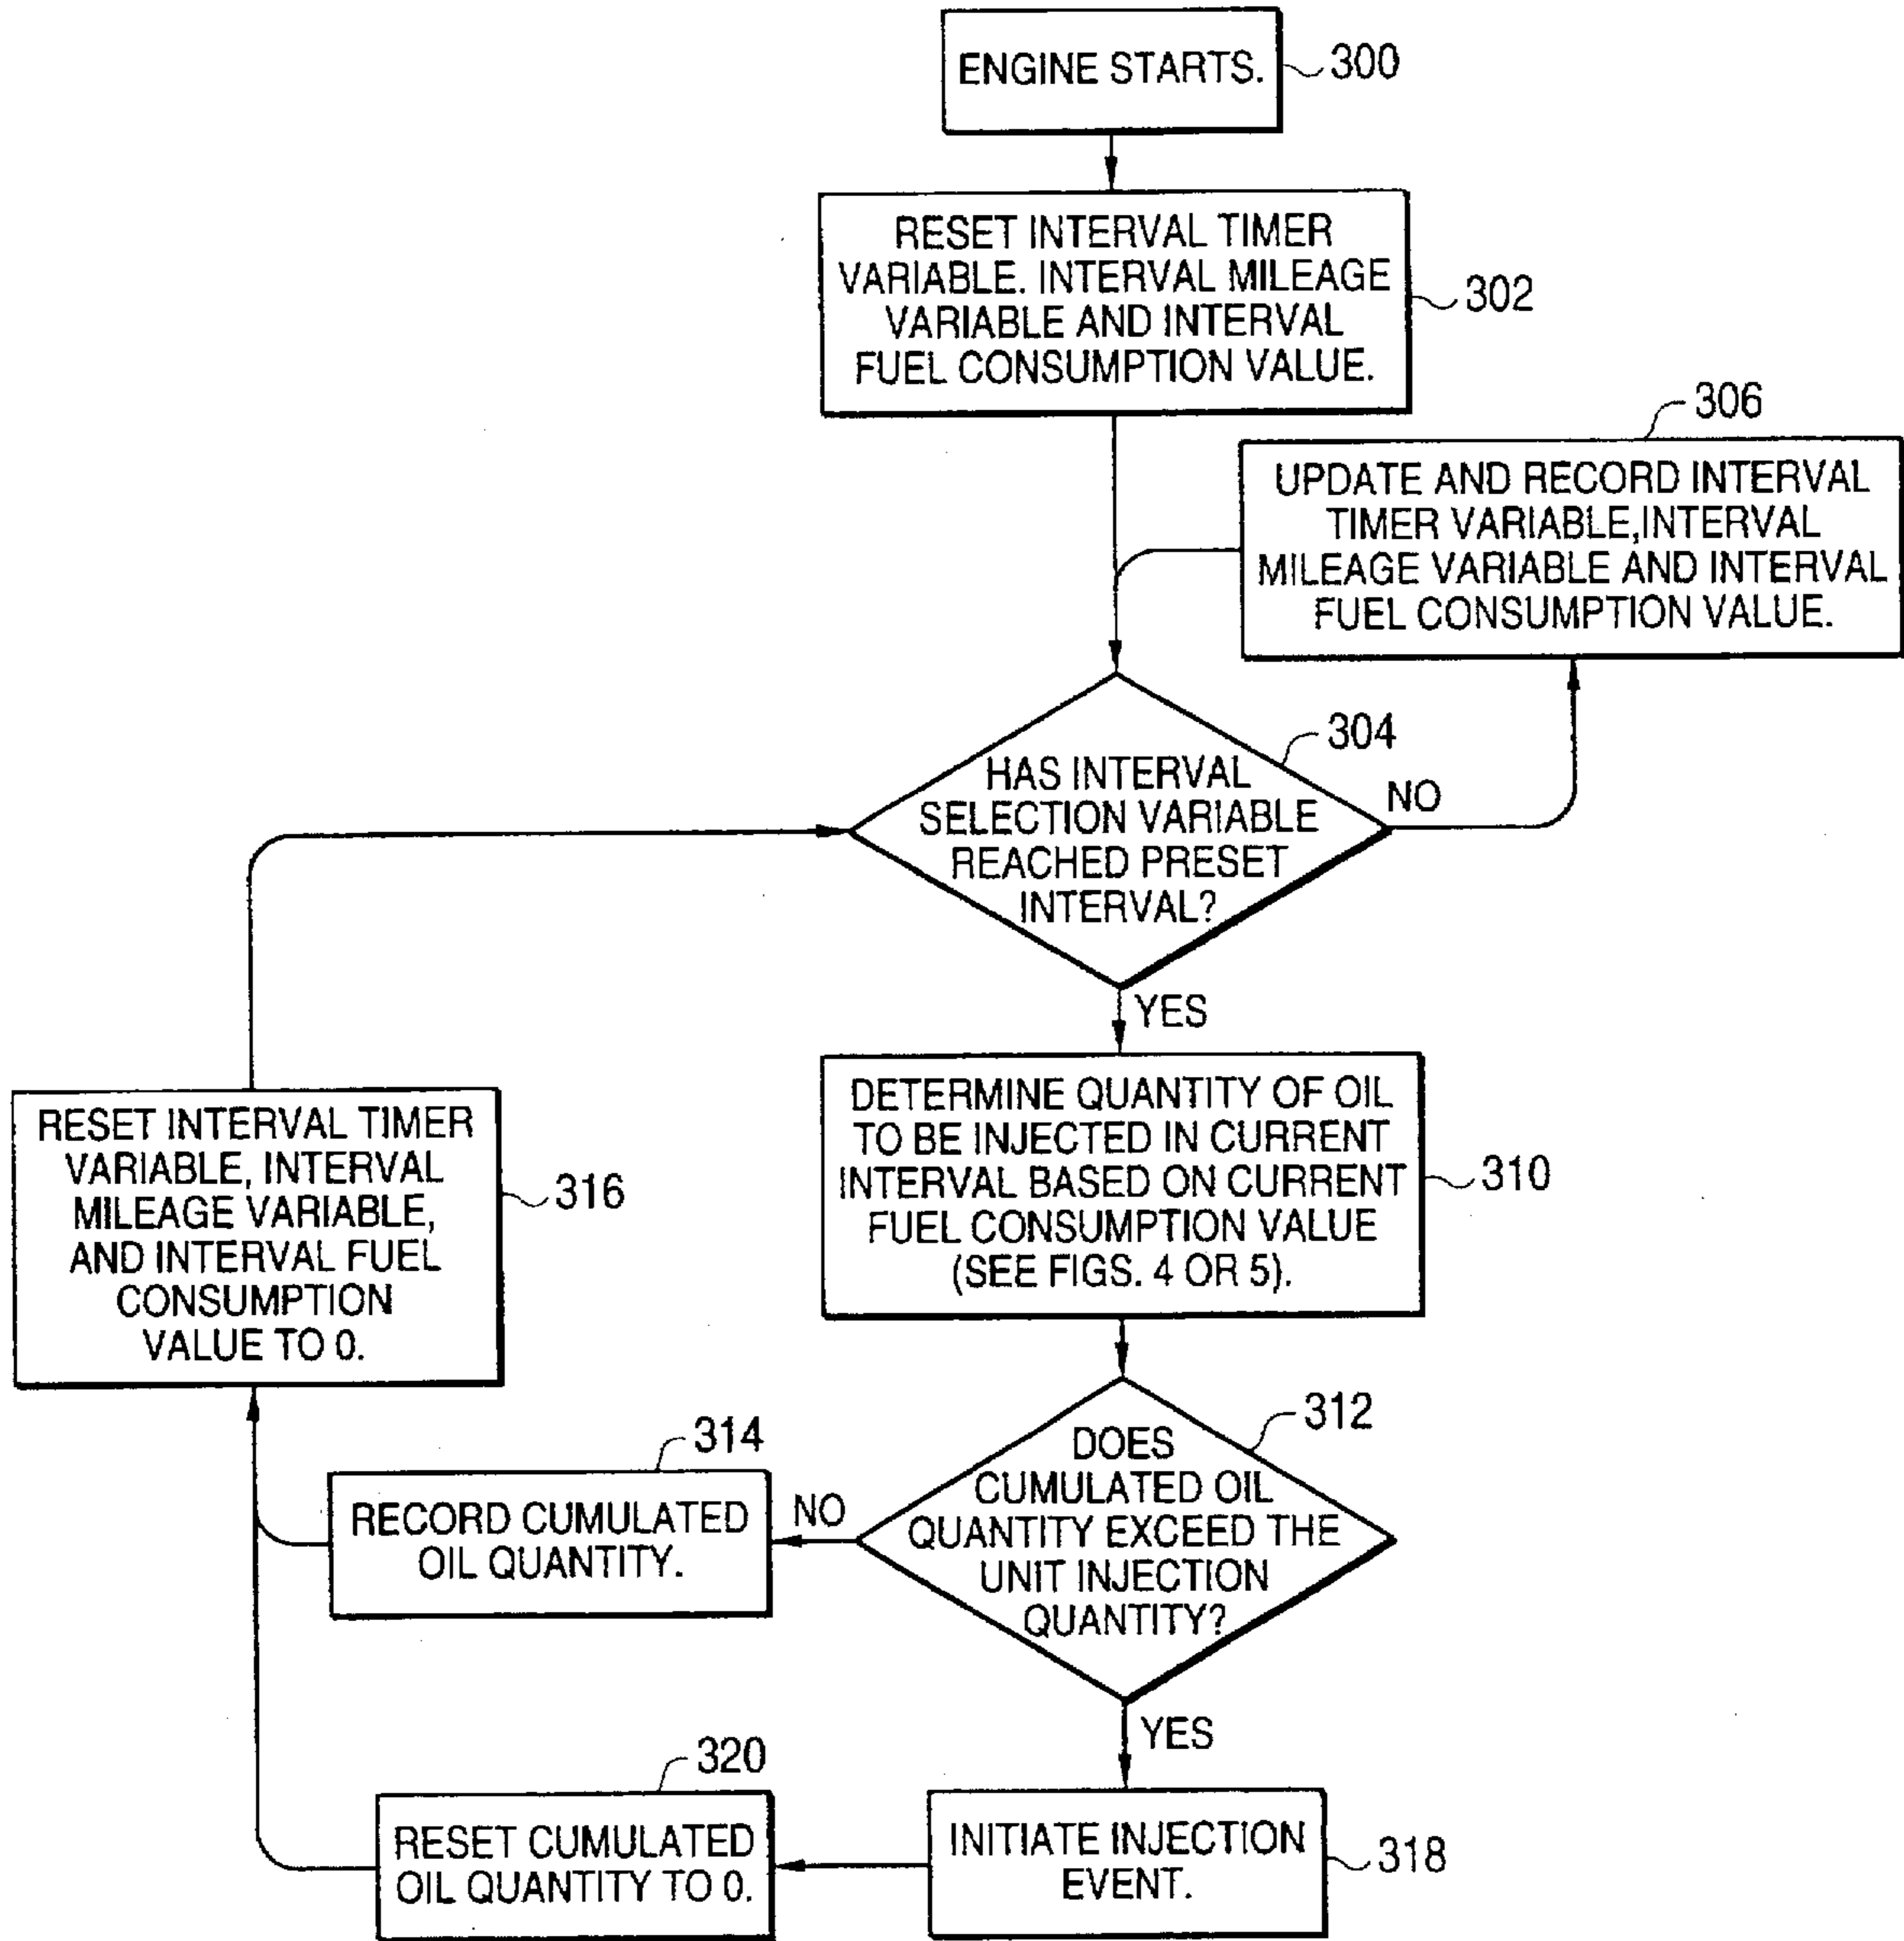 ENGINE STARTS.
300
RESET INTERVAL TIMER
VARIABLE. INTERVAL MILEAGE
VARIABLE AND INTERVAL
FUEL CONSUMPTION VALUE.
302
306
UPDATE AND RECORD INTERVAL
TIMER VARIABLE,INTERVAL
MILEAGE VARIABLE AND INTERVAL
FUEL CONSUMPTION VALUE.
304
HAS INTERVAL
SELECTION VARIABLE
REACHED PRESET
INTERVAL?
NO
YES
DETERMINE QUANTITY OF OIL
TO BE INJECTED IN CURRENT
INTERVAL BASED ON CURRENT
FUEL CONSUMPTION VALUE
(SEE FIGS. 4 OR 5).
310
RESET INTERVAL TIMER
VARIABLE, INTERVAL
MILEAGE VARIABLE,
AND INTERVAL FUEL
CONSUMPTION
VALUE TO 0.
316
312
DOES
CUMULATED OIL
QUANTITY EXCEED THE
UNIT INJECTION
QUANTITY?
NO
314
RECORD CUMULATED
OIL QUANTITY.
YES
INITIATE INJECTION
EVENT.
318
320
RESET CUMULATED
OIL QUANTITY TO 0.